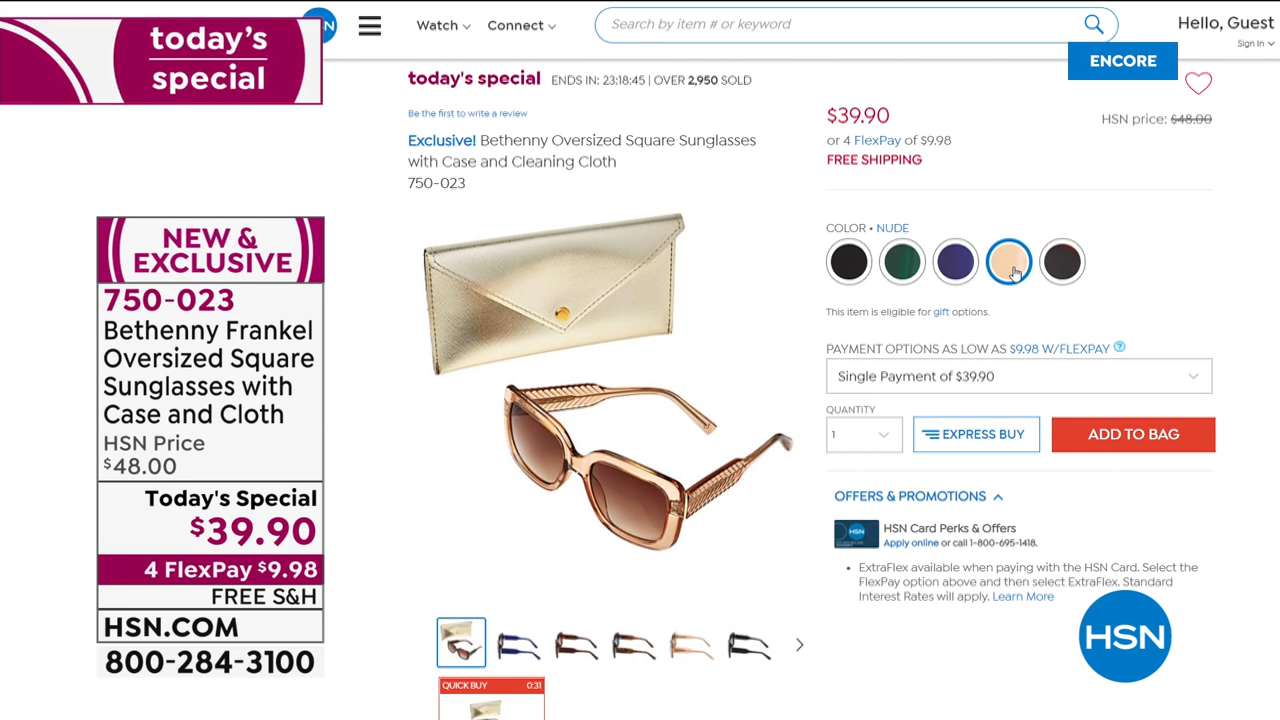 today's
special
Watch
Connect
Search by item # or keyword
Hello, Guest
Sign In
ENCORE
today's special ENDS IN: 23:18:45 | OVER 2,950 SOLD
Be the first to write a review
Exclusive! Bethenny Oversized Square Sunglasses
with Case and Cleaning Cloth
750-023
$39.90
HSN price: $48.00
or 4 FlexPay of $9.98
FREE SHIPPING
COLOR • NUDE
This item is eligible for gift options.
PAYMENT OPTIONS AS LOW AS $9.98 W/FLEXPAY ?
Single Payment of $39.90
QUANTITY
1
EXPRESS BUY
ADD TO BAG
OFFERS & PROMOTIONS
HSN
HSN Card Perks & Offers
Apply online or call 1-800-695-1418.
• ExtraFlex available when paying with the HSN Card. Select the
FlexPay option above and then select ExtraFlex. Standard
Interest Rates will apply. Learn More
HSN
QUICK BUY 0:31
NEW &
EXCLUSIVE
750-023
Bethenny Frankel
Oversized Square
Sunglasses with
Case and Cloth
HSN Price
$48.00
Today's Special
$39.90
4 FlexPay $9.98
FREE S&H
HSN.COM
800-284-3100